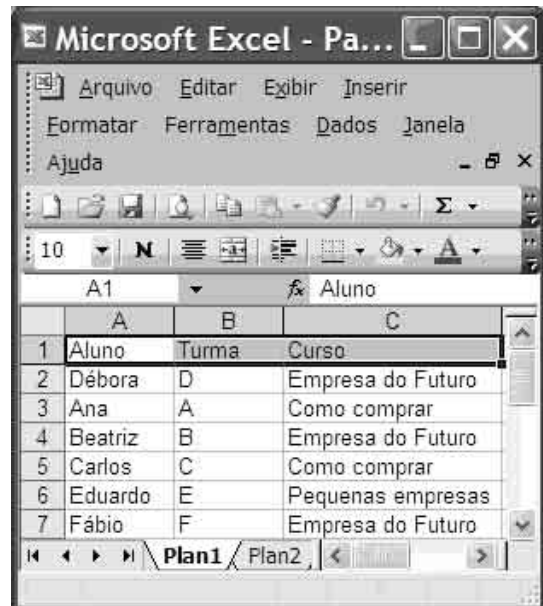 Microsoft Excel - Pa...
Arquivo Editar Exibir Inserir
Formatar Ferramentas Dados Janela
Ajuda
Σ
10 N A
A1 fx Aluno
A B C
1 Aluno Turma Curso
2 Débora D Empresa do Futuro
3 Ana A Como comprar
4 Beatriz B Empresa do Futuro
5 Carlos C Como comprar
6 Eduardo E Pequenas empresas
7 Fábio F Empresa do Futuro
Plan1 Plan2